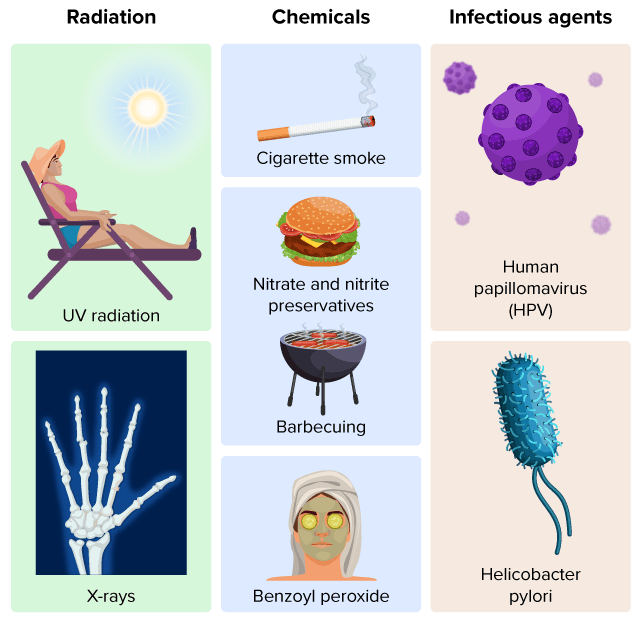 Radiation
Chemicals
Infectious agents
UV radiation
X-rays
Cigarette smoke
Nitrate and nitrite
preservatives
Barbecuing
Benzoyl peroxide
Human
papillomavirus
(HPV)
Helicobacter
pylori